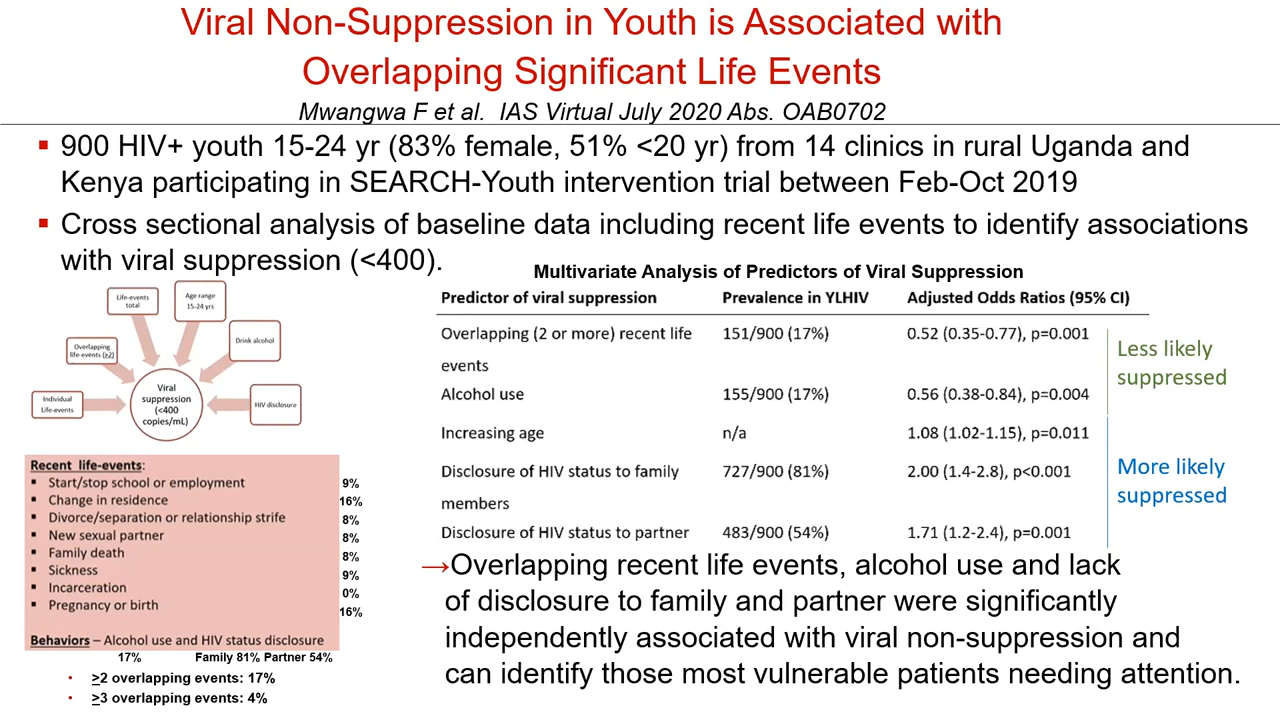 Viral Non-Suppression in Youth is Associated with
Overlapping Significant Life Events
Mwangwa F et al. IAS Virtual July 2020 Abs. OAB0702
▪ 900 HIV+ youth 15-24 yr (83% female, 51% <20 yr) from 14 clinics in rural Uganda and
Kenya participating in SEARCH-Youth intervention trial between Feb-Oct 2019
▪ Cross sectional analysis of baseline data including recent life events to identify associations
with viral suppression (<400).
Life-events
total
Age range
15-24 yrs
Overlapping
life-events (≥2)
Drink alcohol
Individual
Life-events
Viral
suppression
(<400
copies/mL)
HIV disclosure
Recent life-events:
▪ Start/stop school or employment 9%
▪ Change in residence 16%
▪ Divorce/separation or relationship strife 8%
▪ New sexual partner 8%
▪ Family death 8%
▪ Sickness 9%
▪ Incarceration 0%
▪ Pregnancy or birth 16%
Behaviors – Alcohol use and HIV status disclosure
17% Family 81% Partner 54%
• ≥2 overlapping events: 17%
• ≥3 overlapping events: 4%
Multivariate Analysis of Predictors of Viral Suppression
Predictor of viral suppression Prevalence in YLHIV Adjusted Odds Ratios (95% CI)
Overlapping (2 or more) recent life 151/900 (17%) 0.52 (0.35-0.77), p=0.001
events
Alcohol use 155/900 (17%) 0.56 (0.38-0.84), p=0.004
Increasing age n/a 1.08 (1.02-1.15), p=0.011
Disclosure of HIV status to family 727/900 (81%) 2.00 (1.4-2.8), p<0.001
members
Disclosure of HIV status to partner 483/900 (54%) 1.71 (1.2-2.4), p=0.001
Less likely
suppressed
More likely
suppressed
→Overlapping recent life events, alcohol use and lack
of disclosure to family and partner were significantly
independently associated with viral non-suppression and
can identify those most vulnerable patients needing attention.